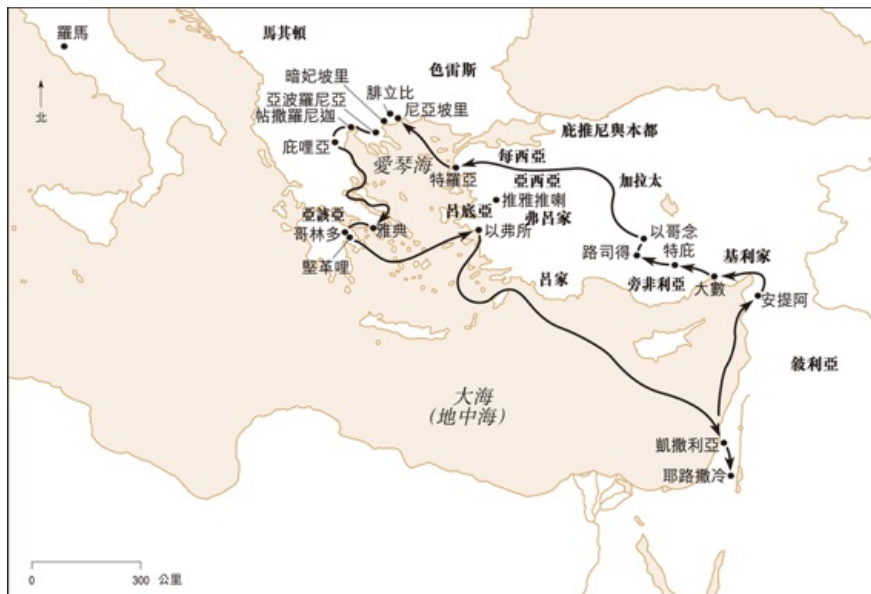 羅馬
馬其頓
色雷斯
北
暗妃坡里
腓立比
亞波羅尼亞
尼亞坡里
帖撒羅尼迦
庇哩亞
庇推尼與本都
愛琴海
每西亞
特羅亞
亞西亞
加拉太
推雅推喇
呂底亞
弗呂家
亞該亞
雅典
哥林多
以弗所
以哥念
特庇
路司得
基利家
堅革哩
呂家
旁非利亞
大數
安提阿
敍利亞
大海
(地中海)
凱撒利亞
耶路撒冷
0 300 公里